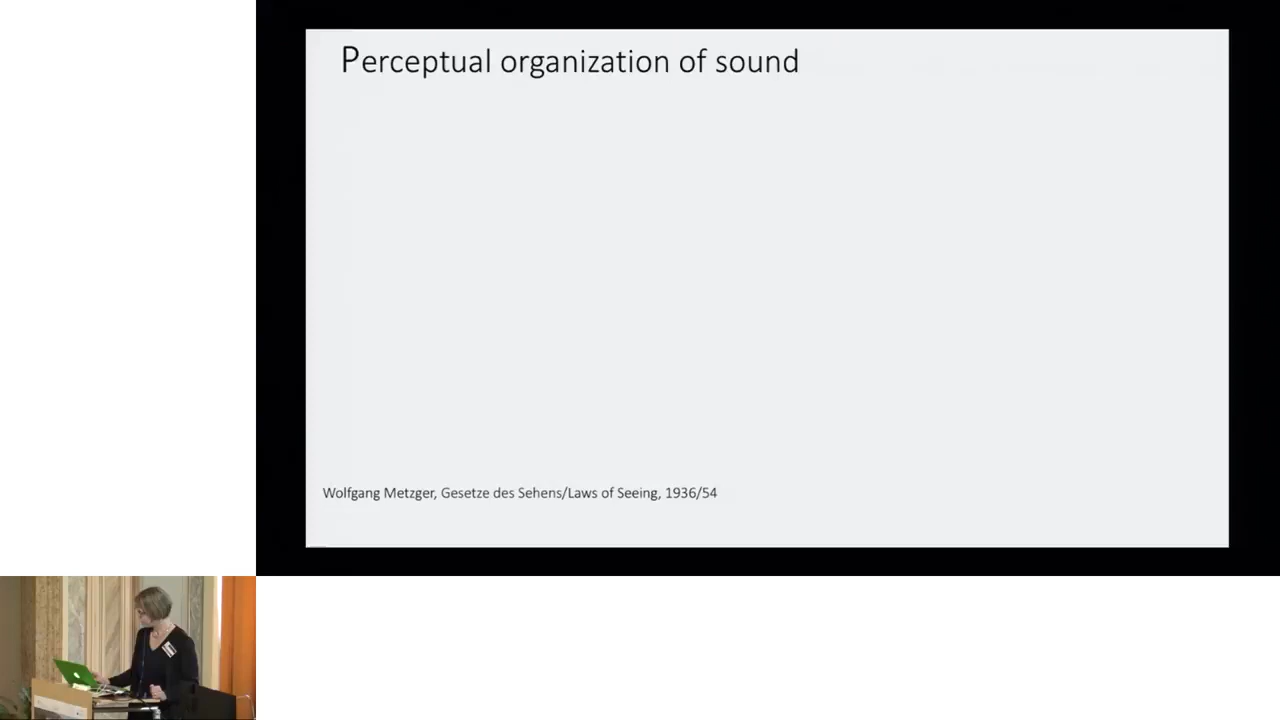 Perceptual organization of sound
Wolfgang Metzger, Gesetze des Sehens/Laws of Seeing, 1936/54